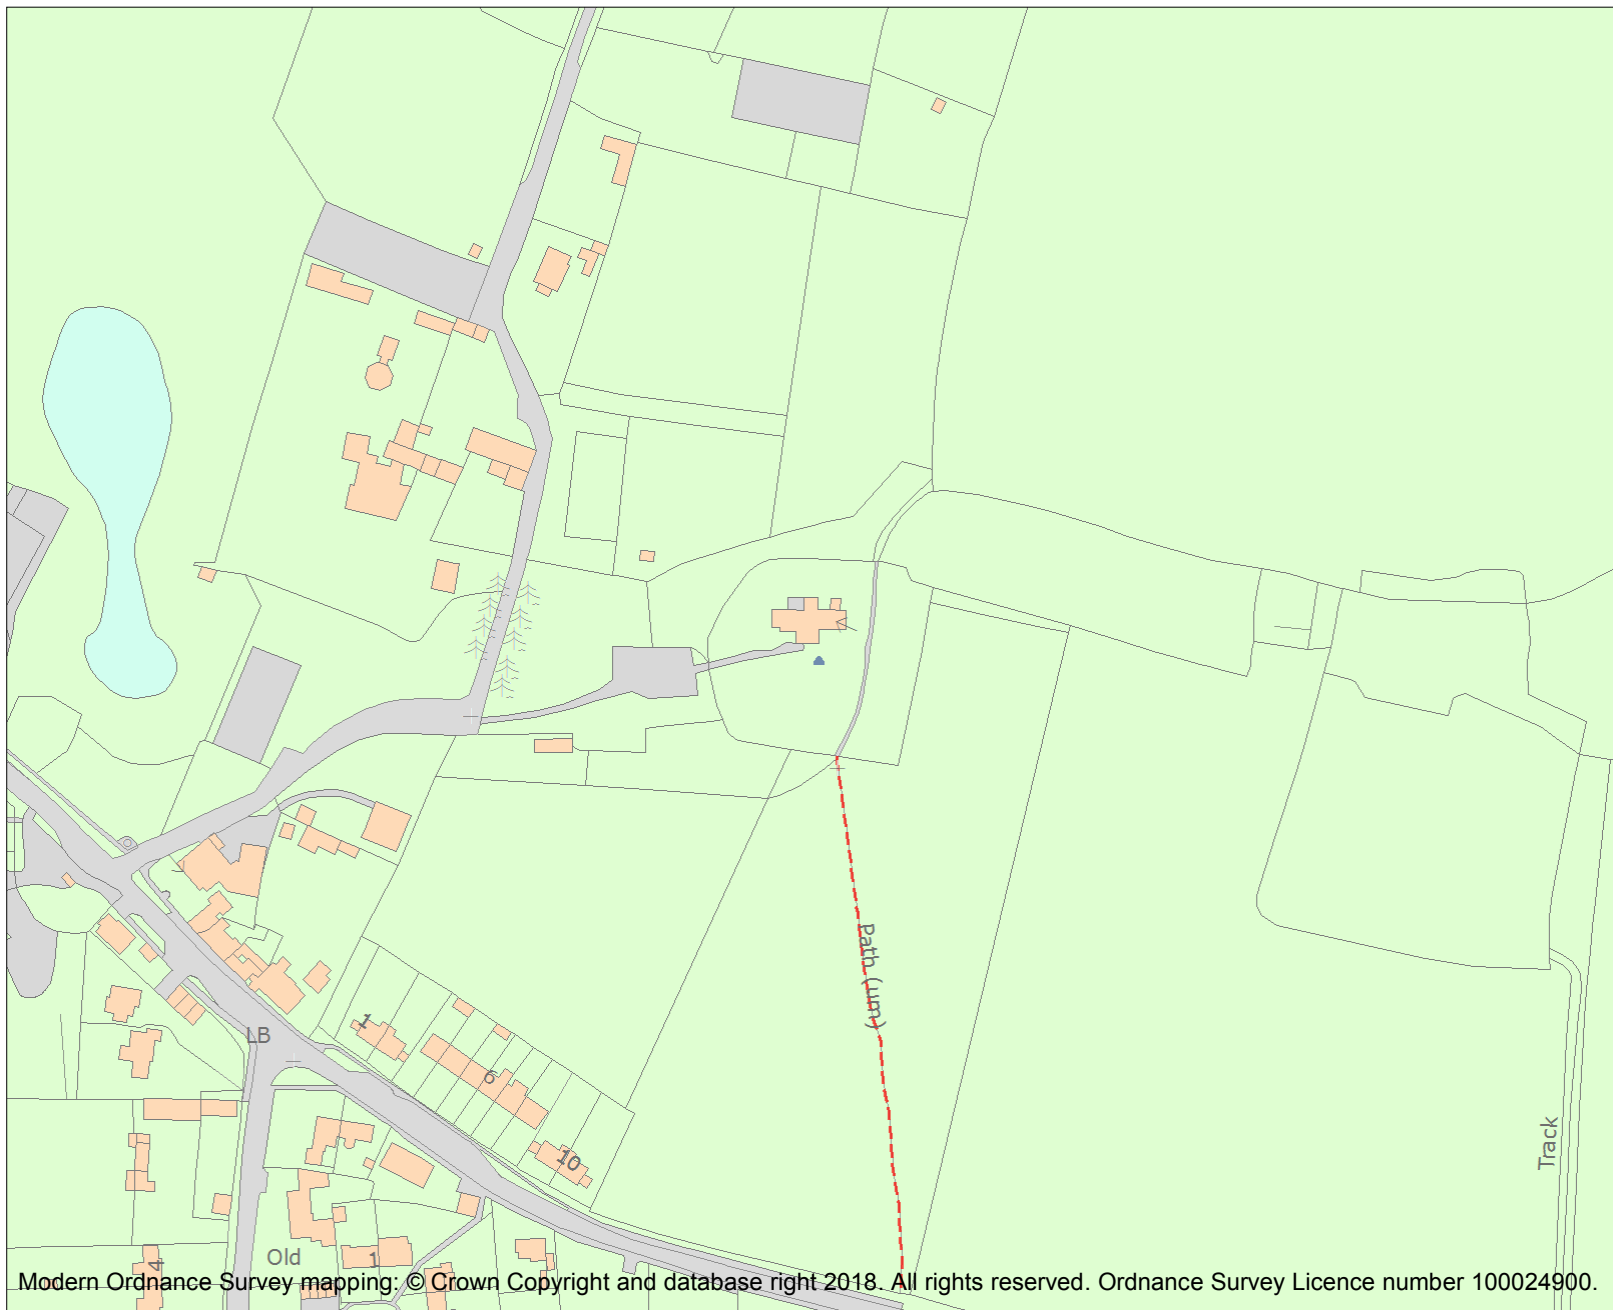 Path (um)
1
LB
6
10
Track
Old
1
4
Modern Ordnance Survey mapping: © Crown Copyright and database right 2018. All rights reserved. Ordnance Survey Licence number 100024900.